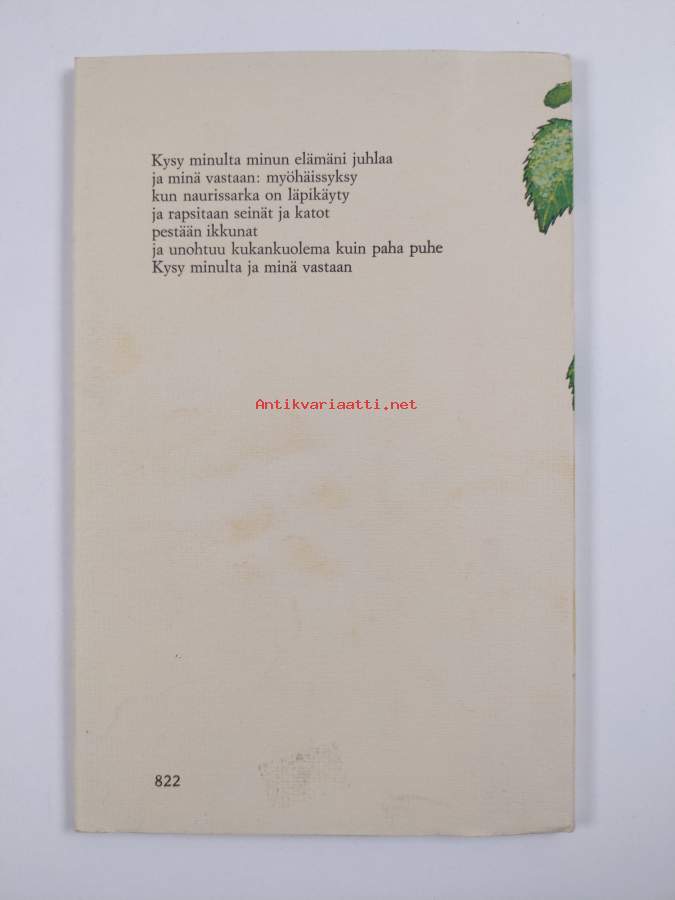 Kysy minulta minun elämäni juhlaa
ja minä vastaan: myöhäissyksy
kun naurissarka on läpikäyty
ja rapsitaan seinät ja katot
pestään ikkunat
ja unohtuu kukankuolema kuin paha puhe
Kysy minulta ja minä vastaan
Antikvariaatti.net
822